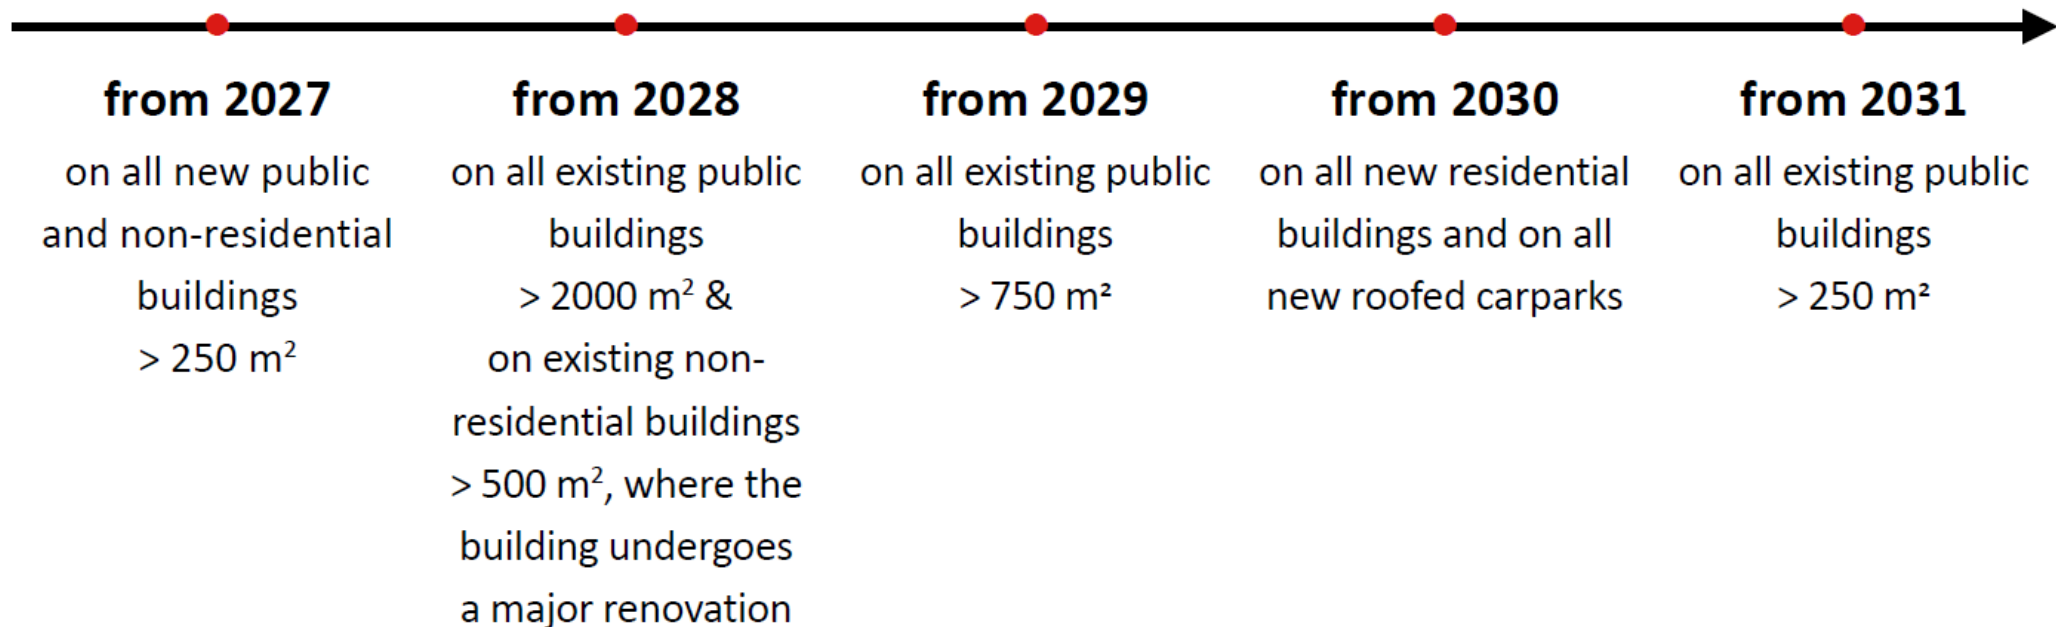 from 2027
on all new public
and non-residential
buildings
> 250 m²
from 2028
on all existing public
buildings
> 2000 m² &
on existing non-
residential buildings
> 500 m², where the
building undergoes
a major renovation
from 2029
on all existing public
buildings
> 750 m²
from 2030
on all new residential
buildings and on all
new roofed carparks
from 2031
on all existing public
buildings
> 250 m²